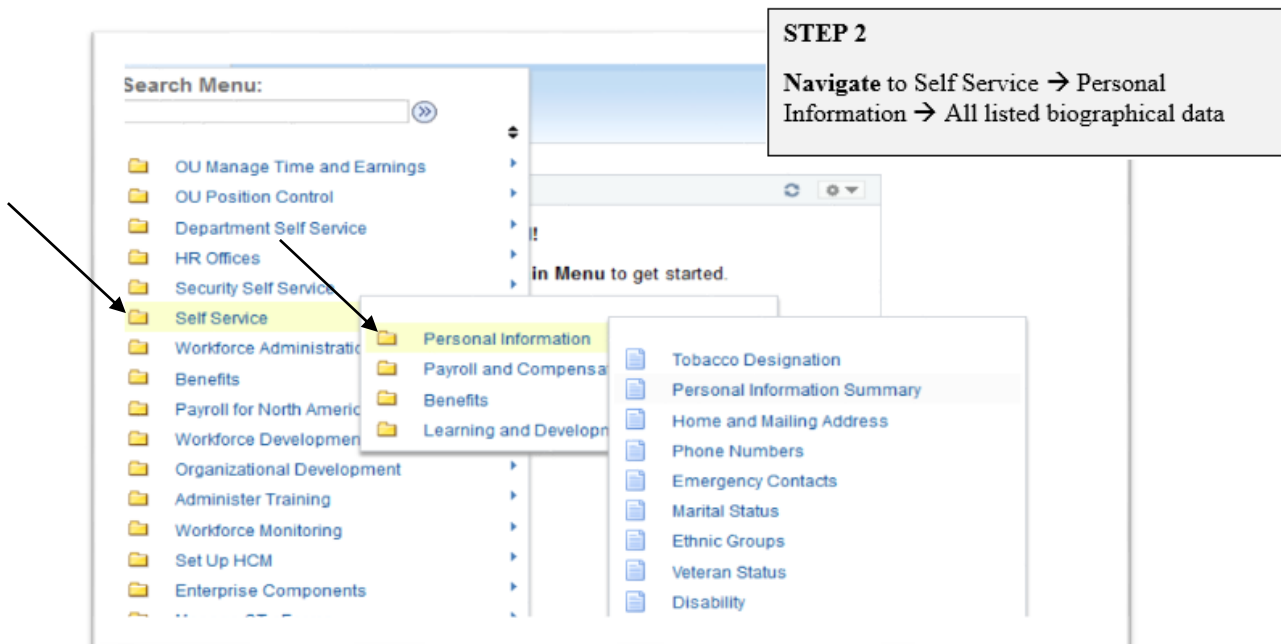 STEP 2
Navigate to Self Service → Personal
Information → All listed biographical data
Search Menu:
OU Manage Time and Earnings
OU Position Control
Department Self Service
HR Offices
Security Self Service
Self Service
Workforce Administratio
Benefits
Payroll for North Americ
Workforce Developmen
Organizational Development
Administer Training
Workforce Monitoring
Set Up HCM
Enterprise Components
!
in Menu to get started.
Personal Information
Payroll and Compensa
Benefits
Learning and Developm
Tobacco Designation
Personal Information Summary
Home and Mailing Address
Phone Numbers
Emergency Contacts
Marital Status
Ethnic Groups
Veteran Status
Disability